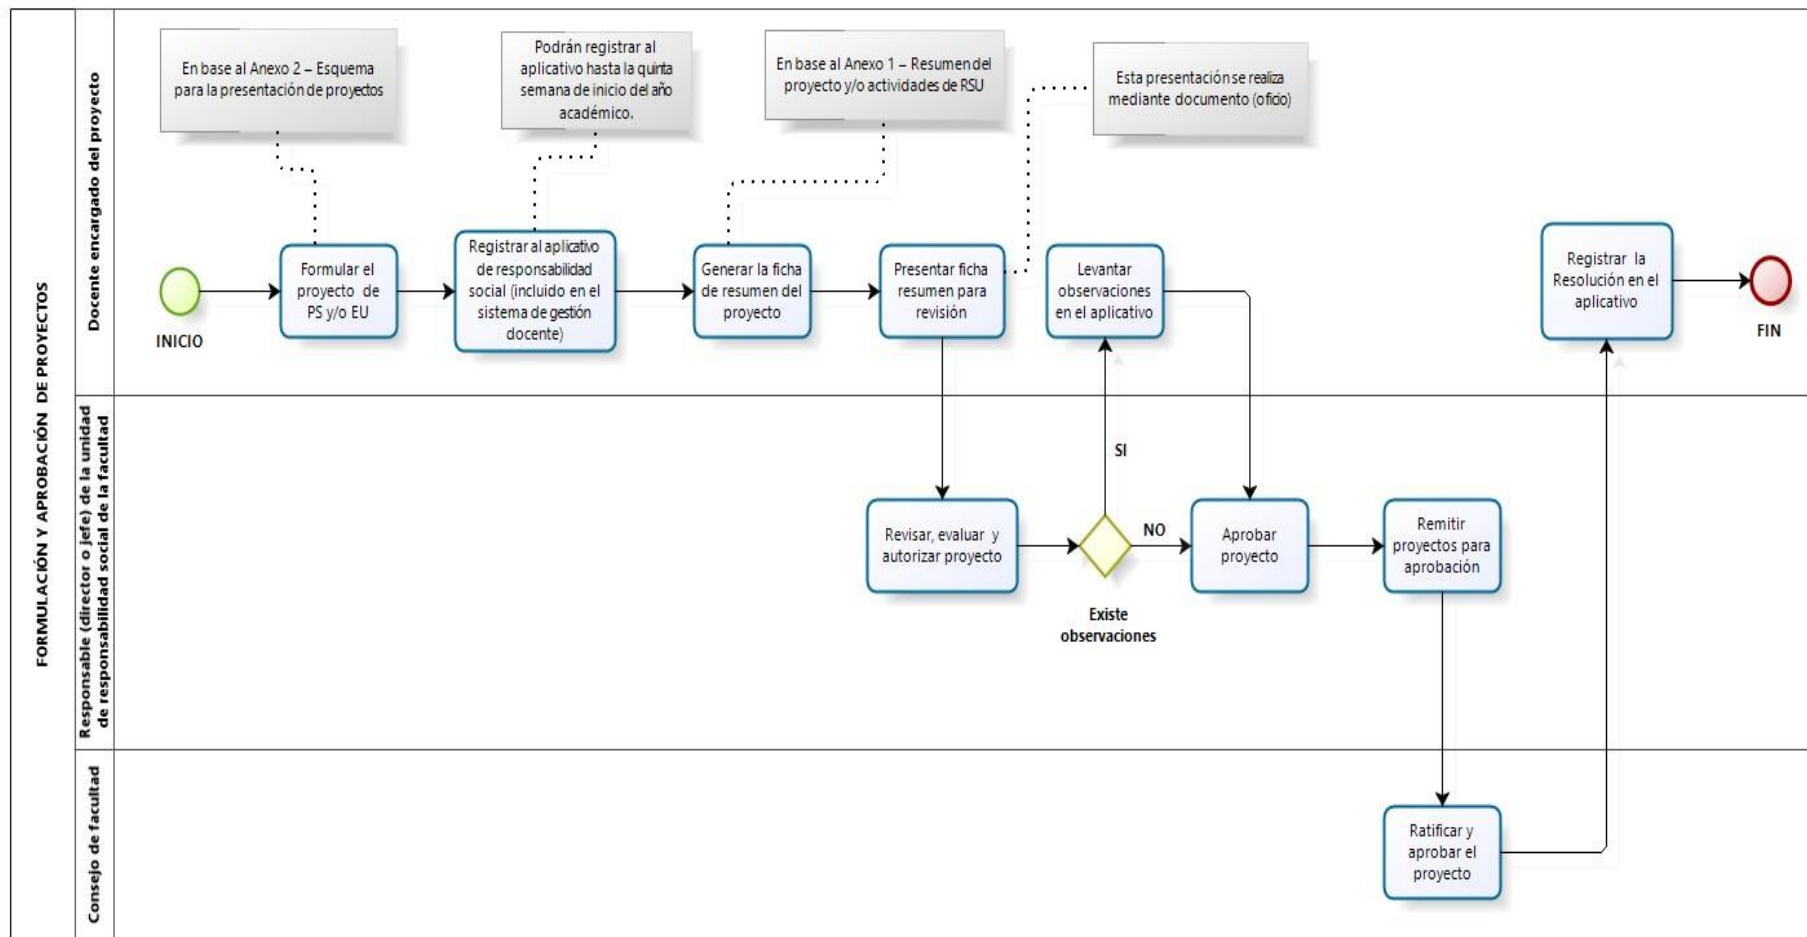 FORMULACIÓN Y APROBACIÓN DE PROYECTOS
Docente encargado del proyecto
En base al Anexo 2 – Esquema
para la presentación de proyectos
Podrán registrar al
aplicativo hasta la quinta
semana de inicio del año
académico.
En base al Anexo 1 – Resumen del
proyecto y/o actividades de RSU
Esta presentación se realiza
mediante documento (oficio)
INICIO
Formular el
proyecto de
PS y/o EU
Registrar al aplicativo
de responsabilidad
social (incluido en el
sistema de gestión
docente)
Generar la ficha
de resumen del
proyecto
Presentar ficha
resumen para
revisión
Levantar
observaciones
en el aplicativo
Registrar la
Resolución en el
aplicativo
FIN
Responsable (director o jefe) de la unidad
de responsabilidad social de la facultad
Revisar, evaluar y
autorizar proyecto
SI
NO
Existe
observaciones
Aprobar
proyecto
Remitir
proyectos para
aprobación
Consejo de facultad
Ratificar y
aprobar el
proyecto